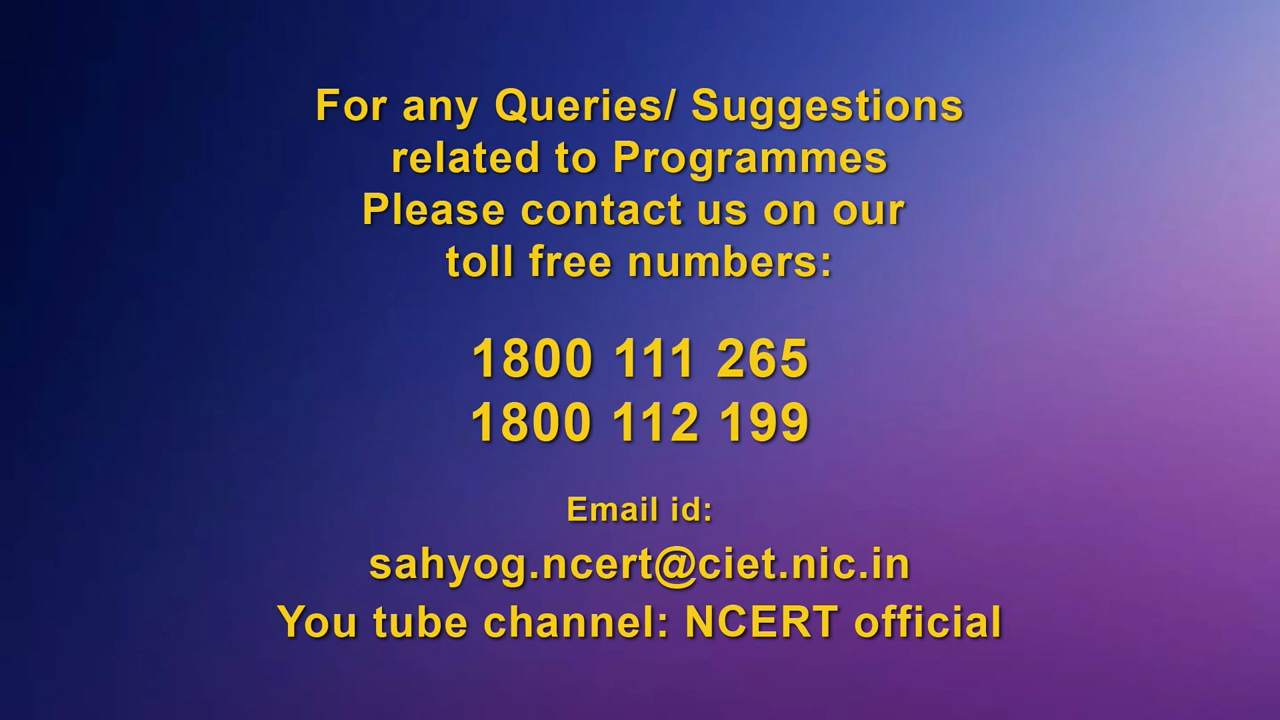 For any Queries/ Suggestions
related to Programmes
Please contact us on our
toll free numbers:
1800 111 265
1800 112 199
Email id:
sahyog.ncert@ciet.nic.in
You tube channel: NCERT official